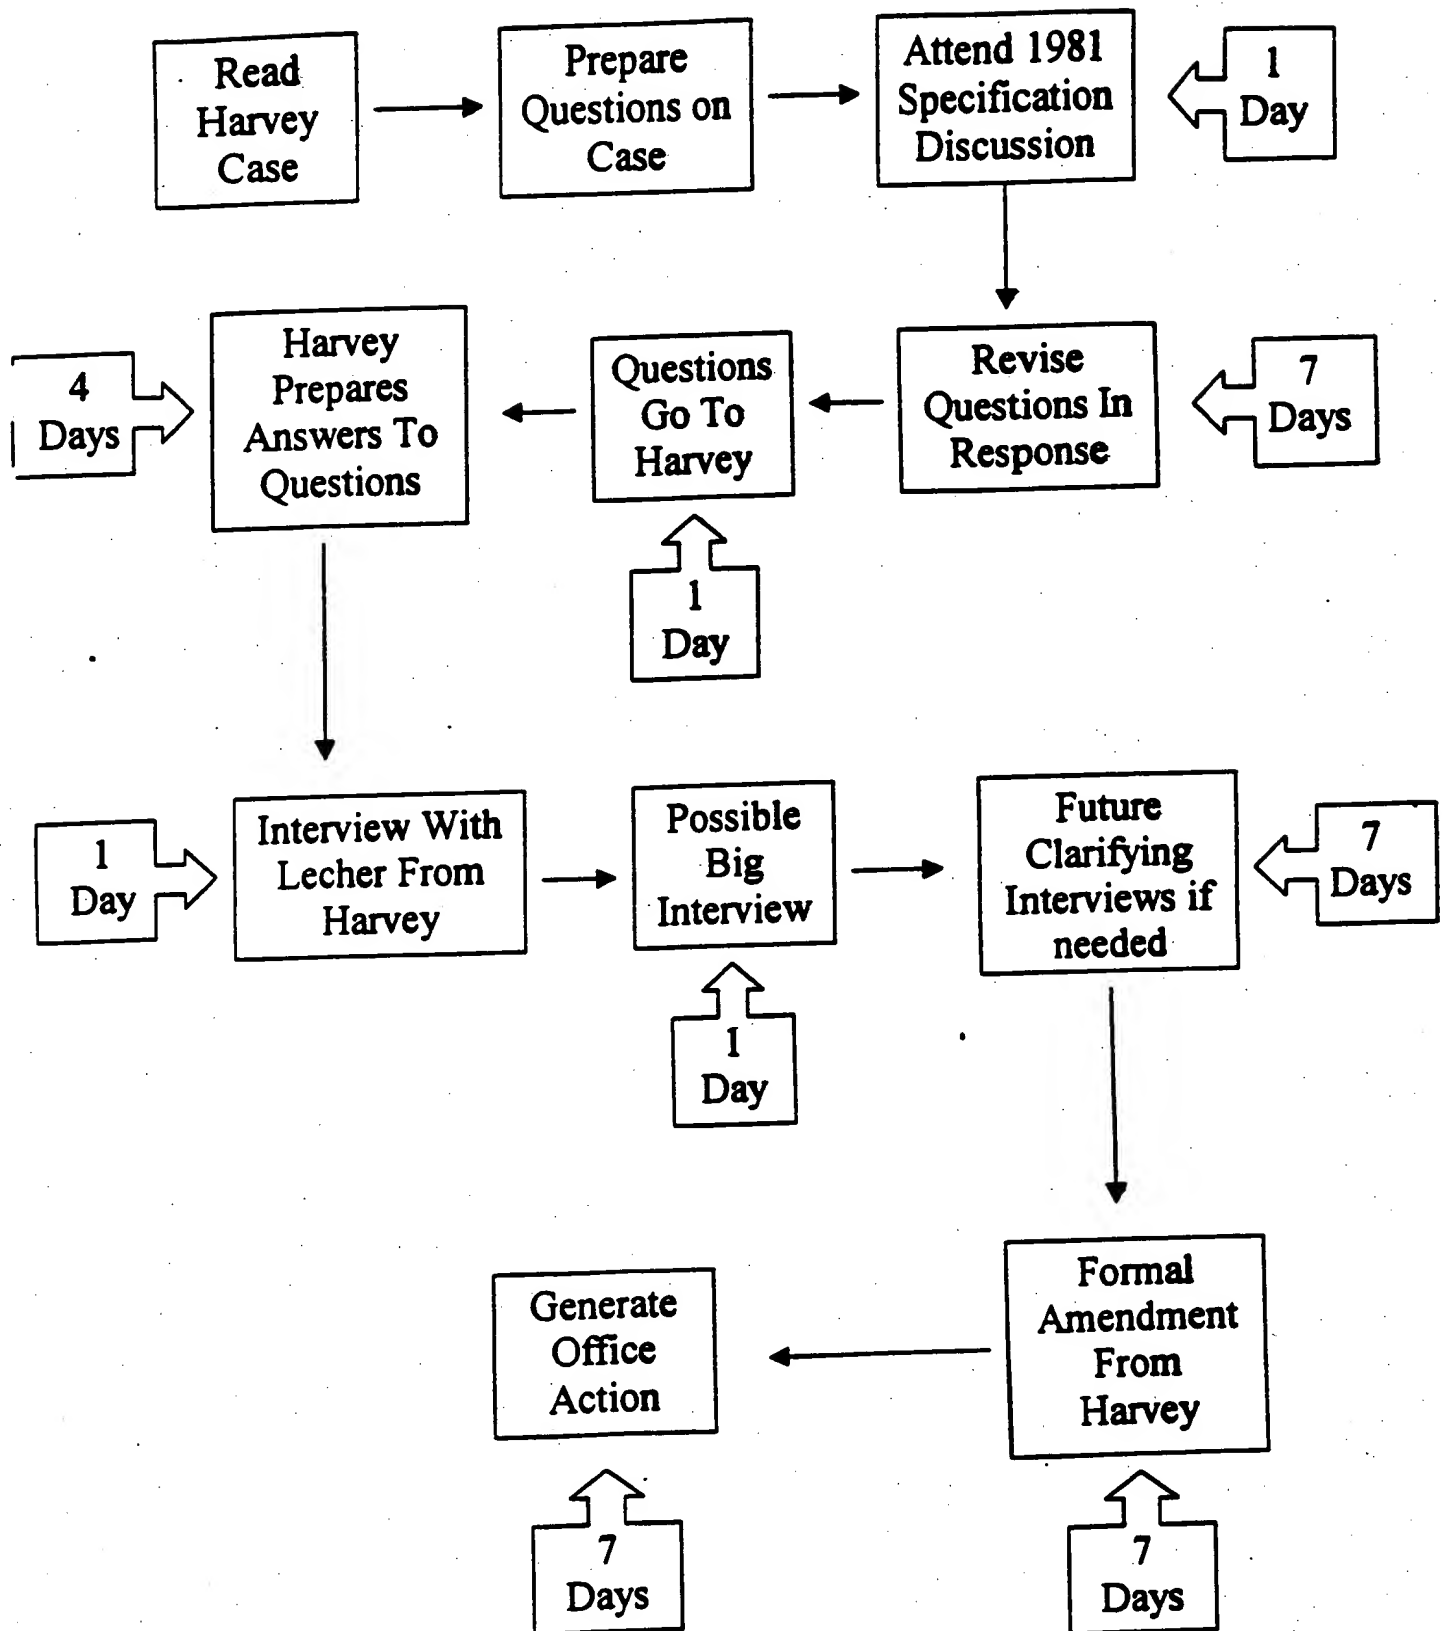 Read
Harvey
Case
Prepare
Questions on
Case
Attend 1981
Specification
Discussion
1
Day
4
Days
Harvey
Prepares
Answers To
Questions
Questions
Go To
Harvey
Revise
Questions In
Response
7
Days
1
Day
1
Day
Interview With
Lecher From
Harvey
Possible
Big
Interview
Future
Clarifying
Interviews if
needed
7
Days
1
Day
Generate
Office
Action
Formal
Amendment
From
Harvey
7
Days
7
Days